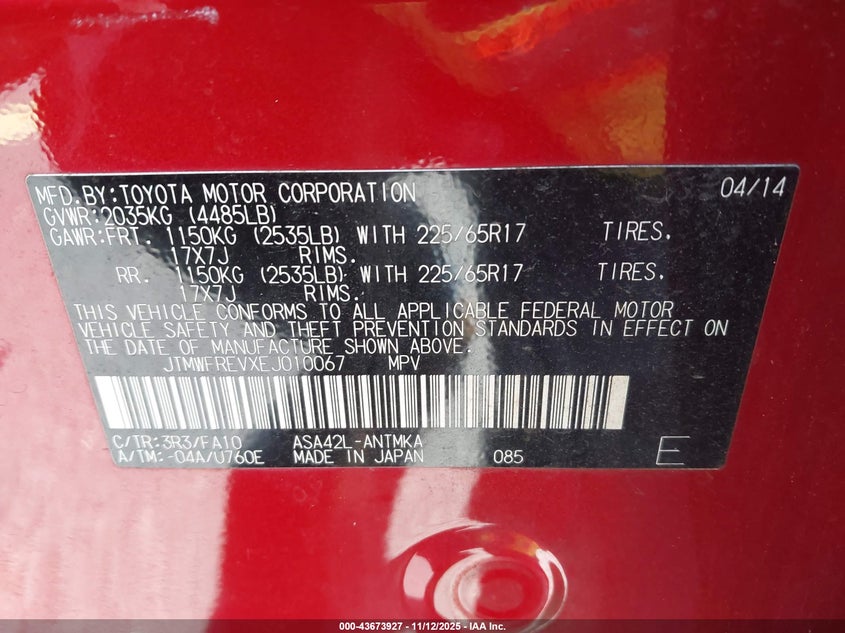 MFD.BY:TOYOTA MOTOR CORPORATION 04/14
GVWR:2035KG (4485LB)
GAWR:FRT. 1150KG (2535LB) WITH 225/65R17 TIRES.
17X7J RIMS.
RR. 1150KG (2535LB) WITH 225/65R17 TIRES,
17X7J RIMS.
THIS VEHICLE CONFORMS TO ALL APPLICABLE FEDERAL MOTOR
VEHICLE SAFETY AND THEFT PREVENTION STANDARDS IN EFFECT ON
THE DATE OF MANUFACTURE SHOWN ABOVE.
JTMWFREVXEJ010067 MPV
C/TR:3R3/FA10 ASA42L-ANTMKA
A/TM:-04A/U760E MADE IN JAPAN 085 E
000-43673927 - 11/12/2025 - IAA Inc.